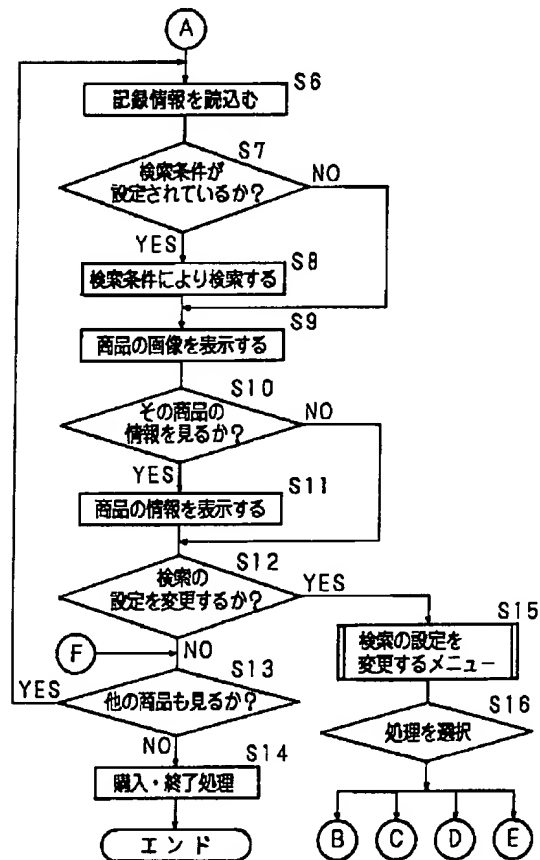 A
S6
記録情報を読込む
S7
検索条件が
設定されているか?
NO
YES
S8
検索条件により検索する
S9
商品の画像を表示する
S10
その商品の
情報を見るか?
NO
YES
S11
商品の情報を表示する
S12
検索の
設定を変更するか?
YES
S15
検索の設定を
変更するメニュー
F
NO
S13
YES
他の商品も見るか?
S16
処理を選択
NO
S14
購入・終了処理
エンド
B
C
D
E